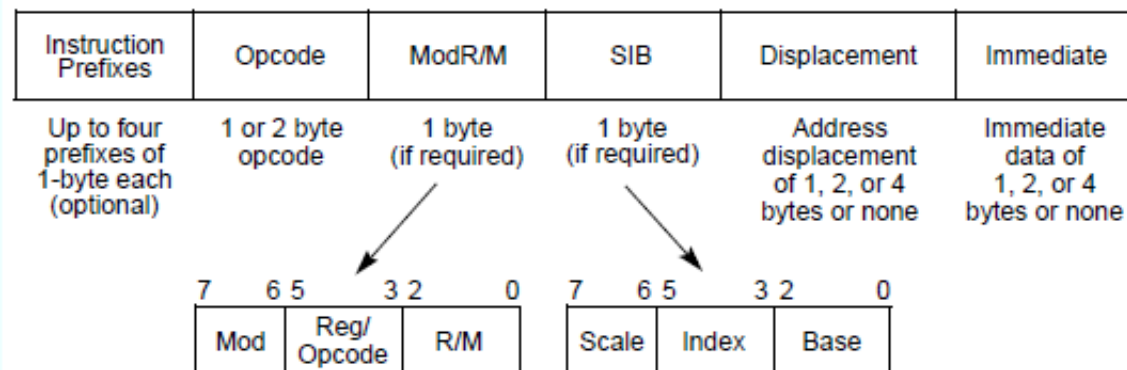 Instruction Prefixes
Opcode
ModR/M
SIB
Displacement
Immediate
Up to four
prefixes of
1-byte each
(optional)
1 or 2 byte
opcode
1 byte
(if required)
1 byte
(if required)
Address
displacement
of 1, 2, or 4
bytes or none
Immediate
data of
1, 2, or 4
bytes or none
7 6 5 3 2 0
Mod
Reg/
Opcode
R/M
7 6 5 3 2 0
Scale
Index
Base